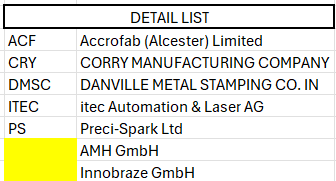 DETAIL LIST
ACF Accrofab (Alcester) Limited
CRY CORRY MANUFACTURING COMPANY
DMSC DANVILLE METAL STAMPING CO. IN
ITEC itec Automation & Laser AG
PS Preci-Spark Ltd
AMH GmbH
Innobraze GmbH